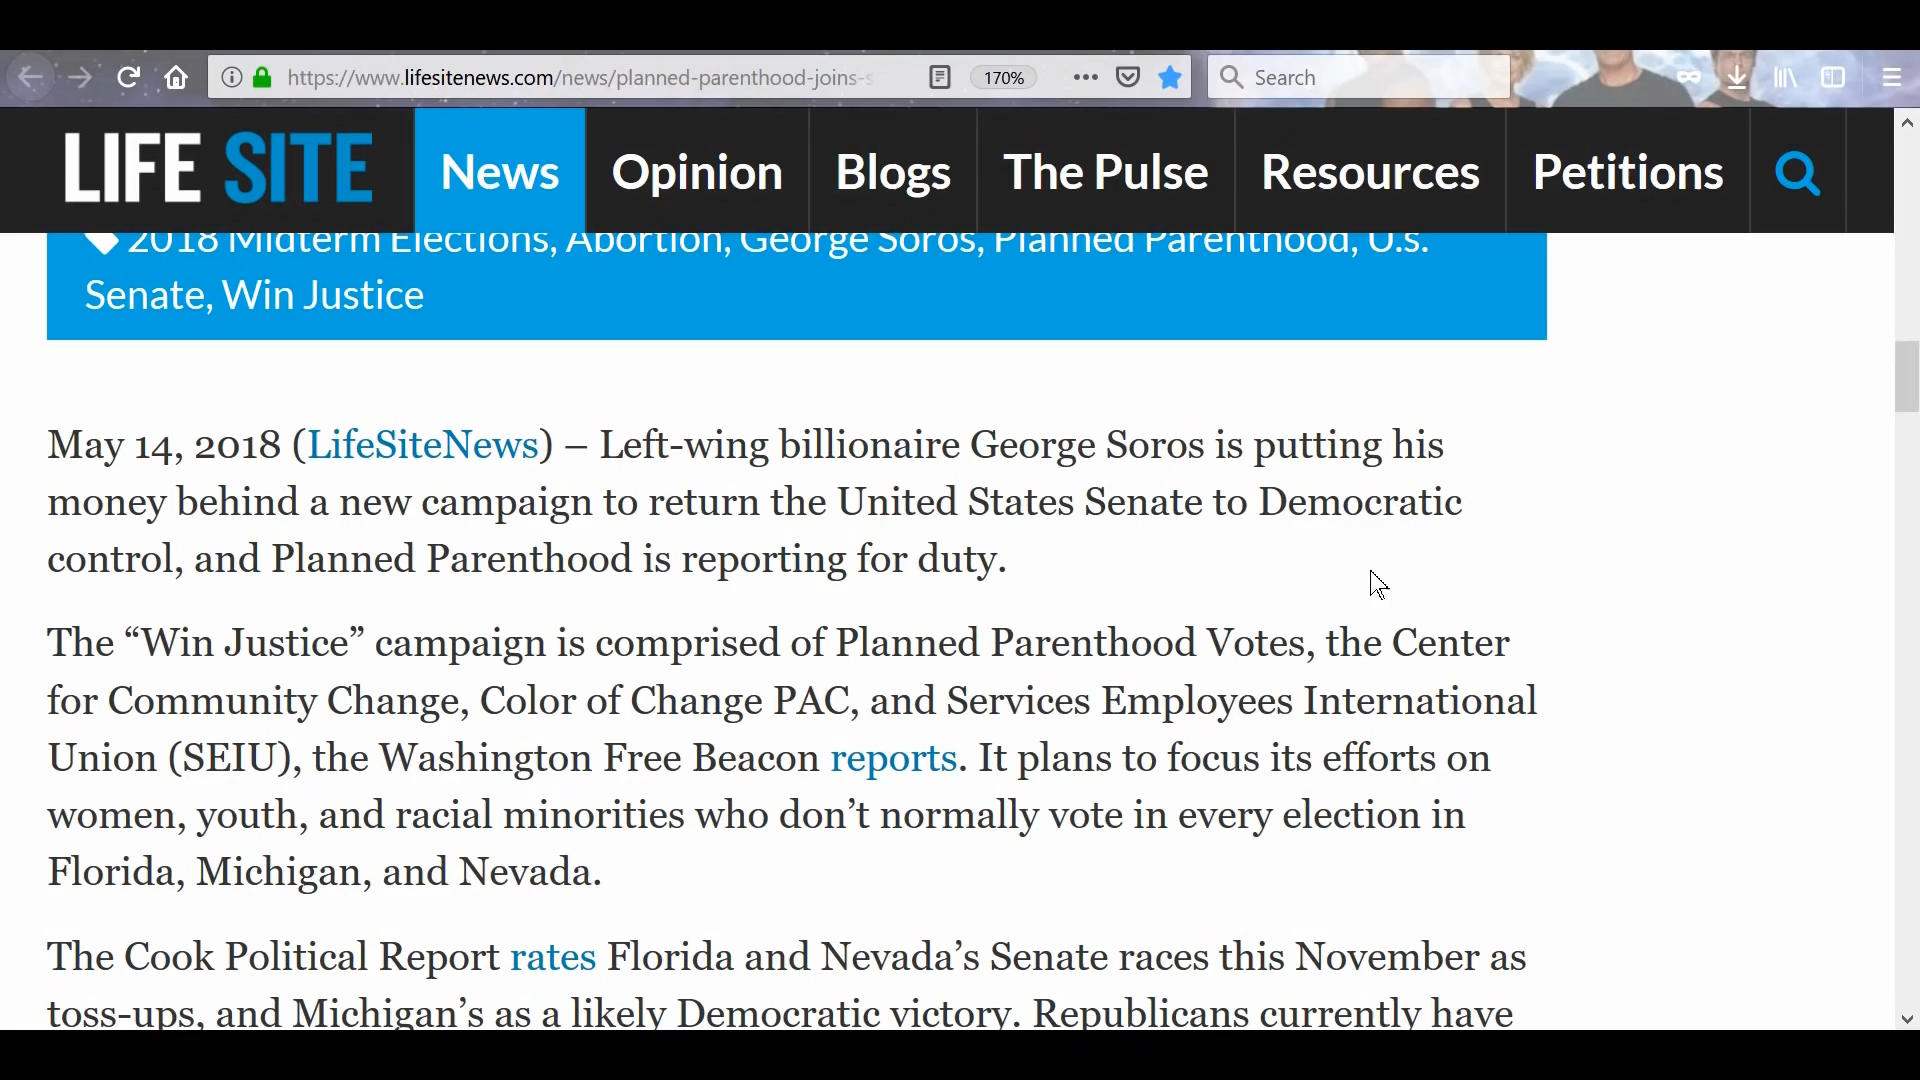 https://www.lifesitenews.com/news/planned-parenthood-joins-s
170%
Search
LIFE SITE
News
Opinion
Blogs
The Pulse
Resources
Petitions
2018 Midterm Elections, Abortion, George Soros, Planned Parenthood, U.s.
Senate, Win Justice
May 14, 2018 (LifeSiteNews) – Left-wing billionaire George Soros is putting his
money behind a new campaign to return the United States Senate to Democratic
control, and Planned Parenthood is reporting for duty.
The “Win Justice” campaign is comprised of Planned Parenthood Votes, the Center
for Community Change, Color of Change PAC, and Services Employees International
Union (SEIU), the Washington Free Beacon reports. It plans to focus its efforts on
women, youth, and racial minorities who don’t normally vote in every election in
Florida, Michigan, and Nevada.
The Cook Political Report rates Florida and Nevada’s Senate races this November as
toss-ups, and Michigan’s as a likely Democratic victory. Republicans currently have